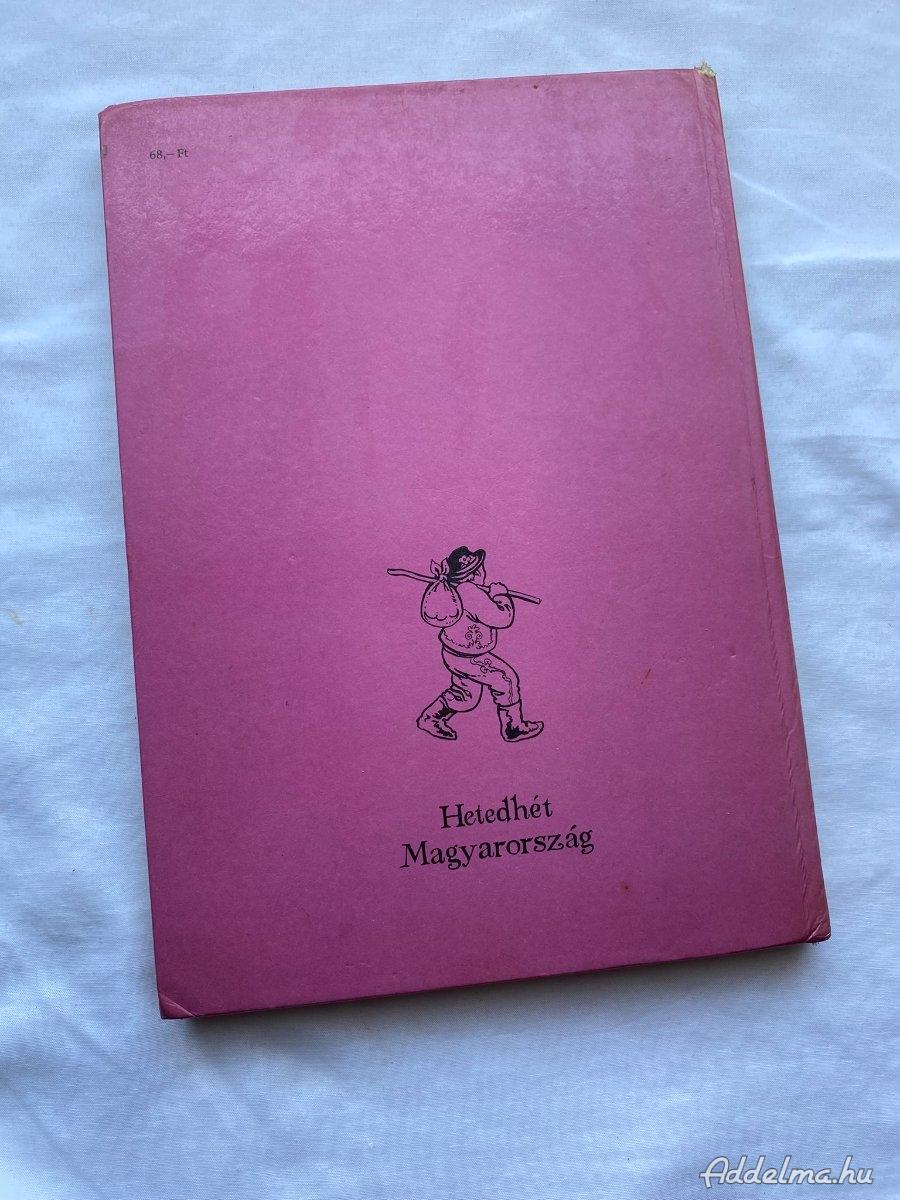 68,– Ft
Hetedhét
Magyarország
Addelma.hu